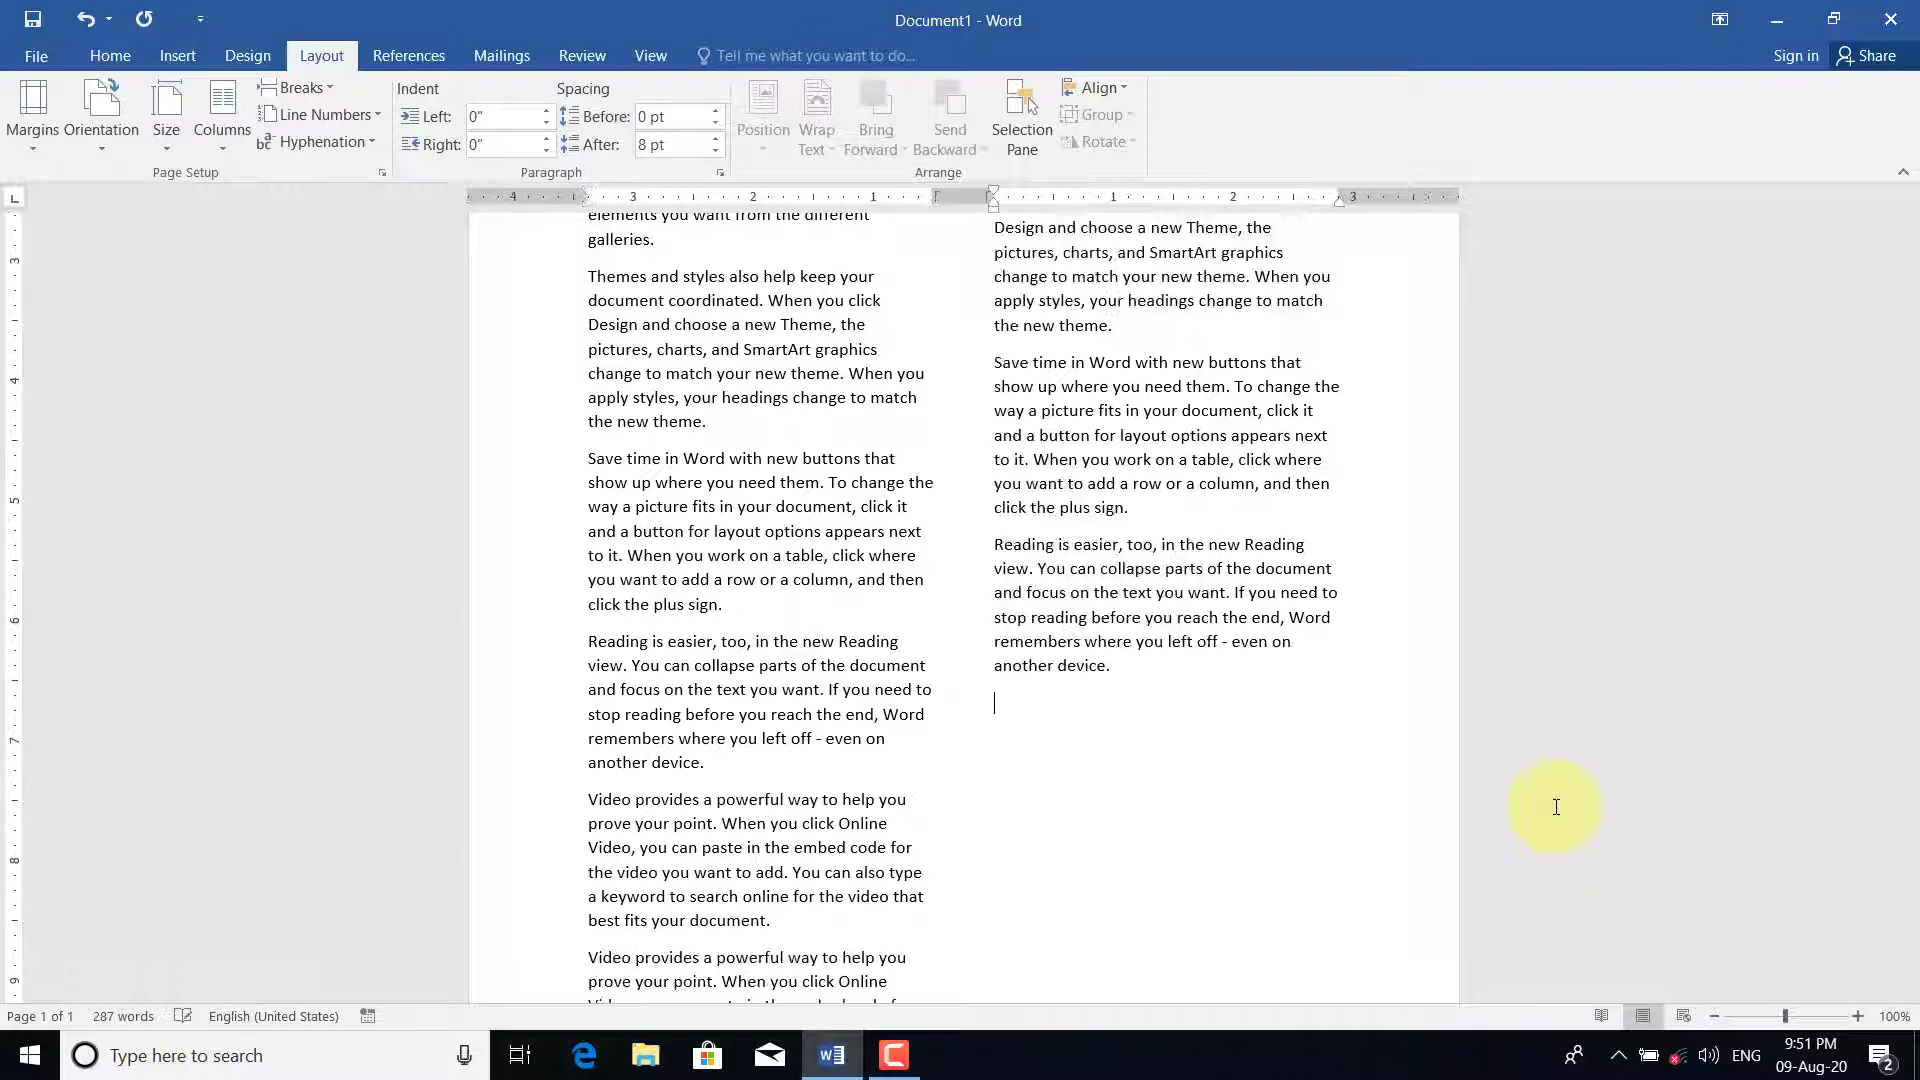 Document1 - Word
File
Home
Insert
Design
Layout
References
Mailings
Review
View
Tell me what you want to do...
Sign in
Share
Margins
Orientation
Size
Columns
Breaks
Line Numbers
Hyphenation
Page Setup
Indent
Left: 0"
Right: 0"
Spacing
Before: 0 pt
After: 8 pt
Paragraph
Position
Wrap
Text
Bring
Forward
Send
Backward
Selection
Pane
Align
Group
Rotate
Arrange
L
4 3 2 1 1 2 3
3
4
5
6
7
8
9
elements you want from the different
galleries.
Themes and styles also help keep your
document coordinated. When you click
Design and choose a new Theme, the
pictures, charts, and SmartArt graphics
change to match your new theme. When you
apply styles, your headings change to match
the new theme.
Save time in Word with new buttons that
show up where you need them. To change the
way a picture fits in your document, click it
and a button for layout options appears next
to it. When you work on a table, click where
you want to add a row or a column, and then
click the plus sign.
Reading is easier, too, in the new Reading
view. You can collapse parts of the document
and focus on the text you want. If you need to
stop reading before you reach the end, Word
remembers where you left off - even on
another device.
Video provides a powerful way to help you
prove your point. When you click Online
Video, you can paste in the embed code for
the video you want to add. You can also type
a keyword to search online for the video that
best fits your document.
Video provides a powerful way to help you
prove your point. When you click Online
Design and choose a new Theme, the
pictures, charts, and SmartArt graphics
change to match your new theme. When you
apply styles, your headings change to match
the new theme.
Save time in Word with new buttons that
show up where you need them. To change the
way a picture fits in your document, click it
and a button for layout options appears next
to it. When you work on a table, click where
you want to add a row or a column, and then
click the plus sign.
Reading is easier, too, in the new Reading
view. You can collapse parts of the document
and focus on the text you want. If you need to
stop reading before you reach the end, Word
remembers where you left off - even on
another device.
Page 1 of 1
287 words
English (United States)
100%
Type here to search
ENG
9:51 PM
09-Aug-20
2